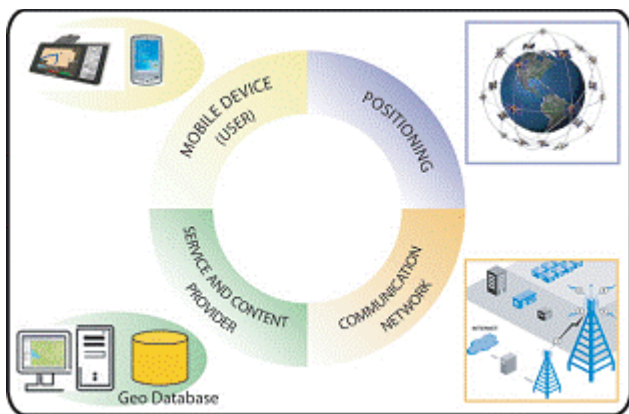 MOBILE DEVICE
(USER)
POSITIONING
SERVICE AND CONTENT
PROVIDER
COMMUNICATION
NETWORK
INTERNET
Geo Database